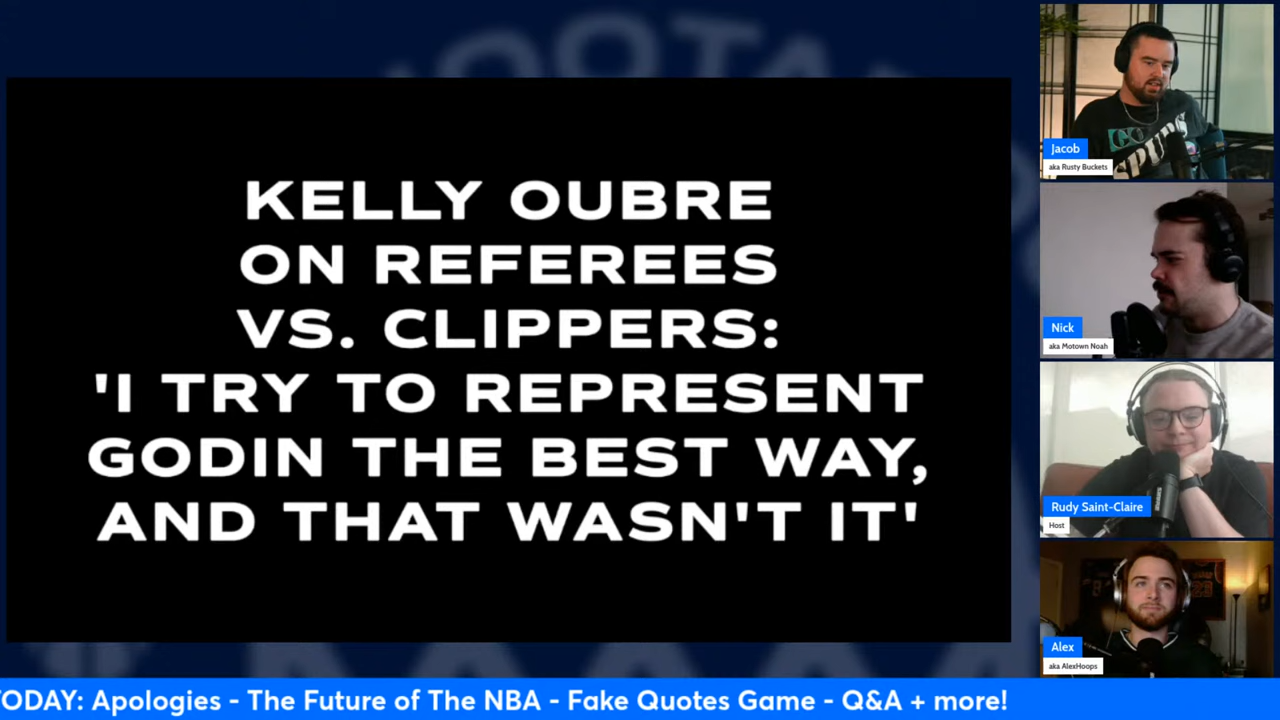 KELLY OUBRE
ON REFEREES
VS. CLIPPERS:
'I TRY TO REPRESENT
GODIN THE BEST WAY,
AND THAT WASN'T IT'
Jacob
aka Rusty Buckets
Nick
aka Motown Noah
Rudy Saint-Claire
Host
Alex
aka AlexHoops
TODAY: Apologies - The Future of The NBA - Fake Quotes Game - Q&A + more!